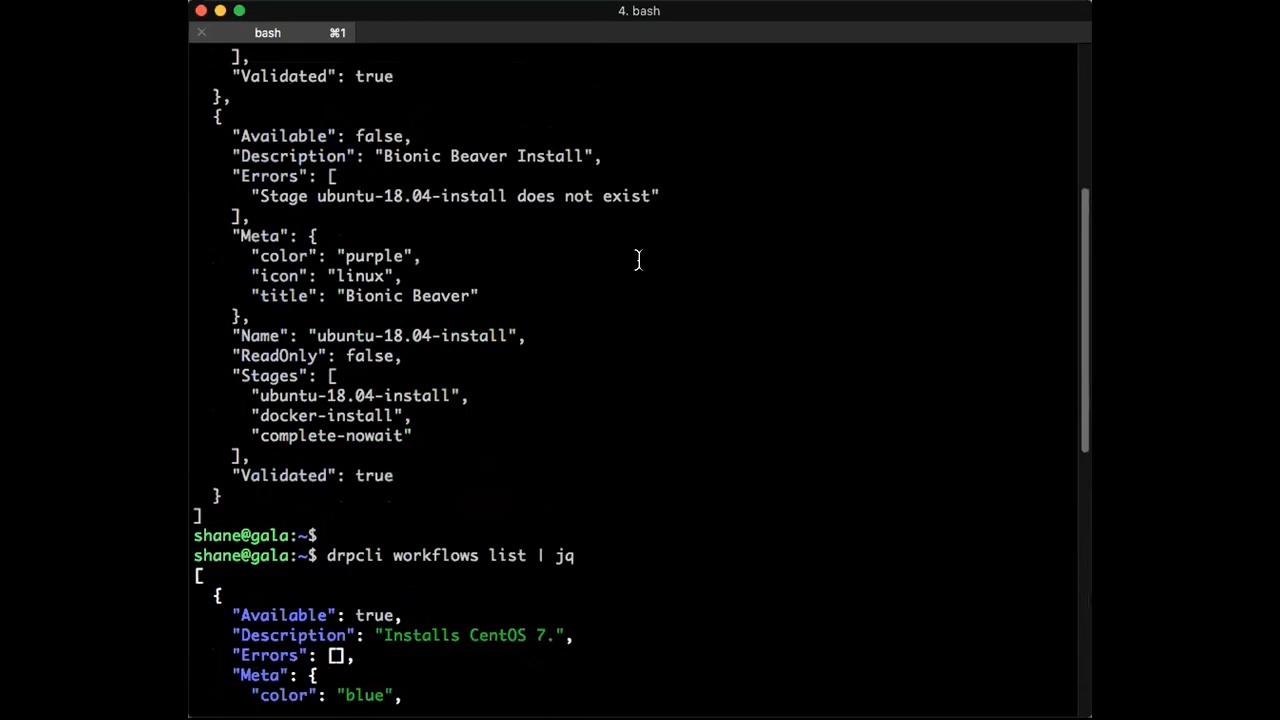 4. bash
bash ⌘1
],
"Validated": true
},
{
"Available": false,
"Description": "Bionic Beaver Install",
"Errors": [
"Stage ubuntu-18.04-install does not exist"
],
"Meta": {
"color": "purple",
"icon": "linux",
"title": "Bionic Beaver"
},
"Name": "ubuntu-18.04-install",
"ReadOnly": false,
"Stages": [
"ubuntu-18.04-install",
"docker-install",
"complete-nowait"
],
"Validated": true
}
]
shane@gala:~$
shane@gala:~$ drpcli workflows list | jq
[
{
"Available": true,
"Description": "Installs CentOS 7.",
"Errors": [],
"Meta": {
"color": "blue",